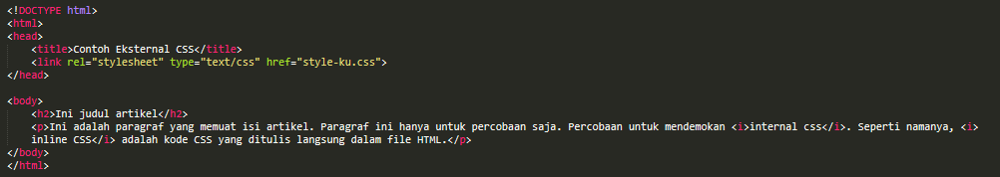 <!DOCTYPE html>
<html>
<head>
    <title>Contoh Eksternal CSS</title>
    <link rel="stylesheet" type="text/css" href="style-ku.css">
</head>

<body>
    <h2>Ini judul artikel</h2>
    <p>Ini adalah paragraf yang memuat isi artikel. Paragraf ini hanya untuk percobaan saja. Percobaan untuk mendemokan <i>internal css</i>. Seperti namanya, <i>
    inline CSS</i> adalah kode CSS yang ditulis langsung dalam file HTML.</p>
</body>
</html>